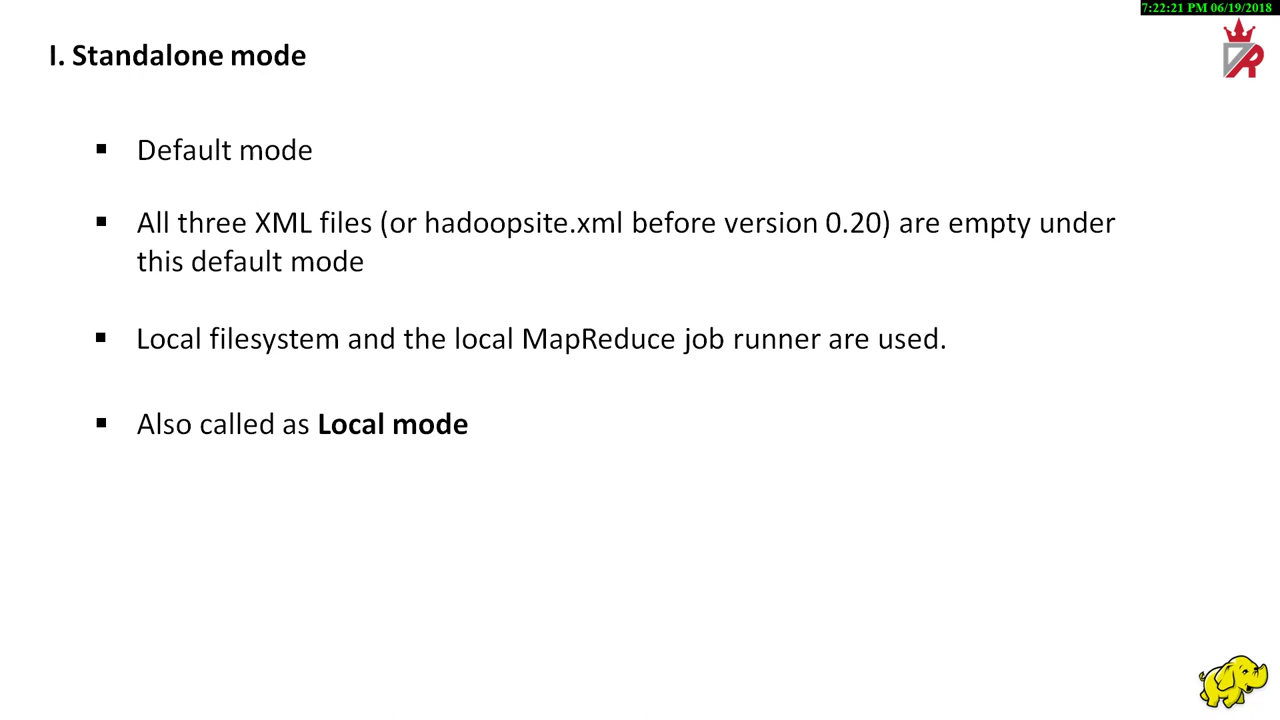 7:22:21 PM 06/19/2018
I. Standalone mode
▪ Default mode
▪ All three XML files (or hadoopsite.xml before version 0.20) are empty under
this default mode
▪ Local filesystem and the local MapReduce job runner are used.
▪ Also called as Local mode